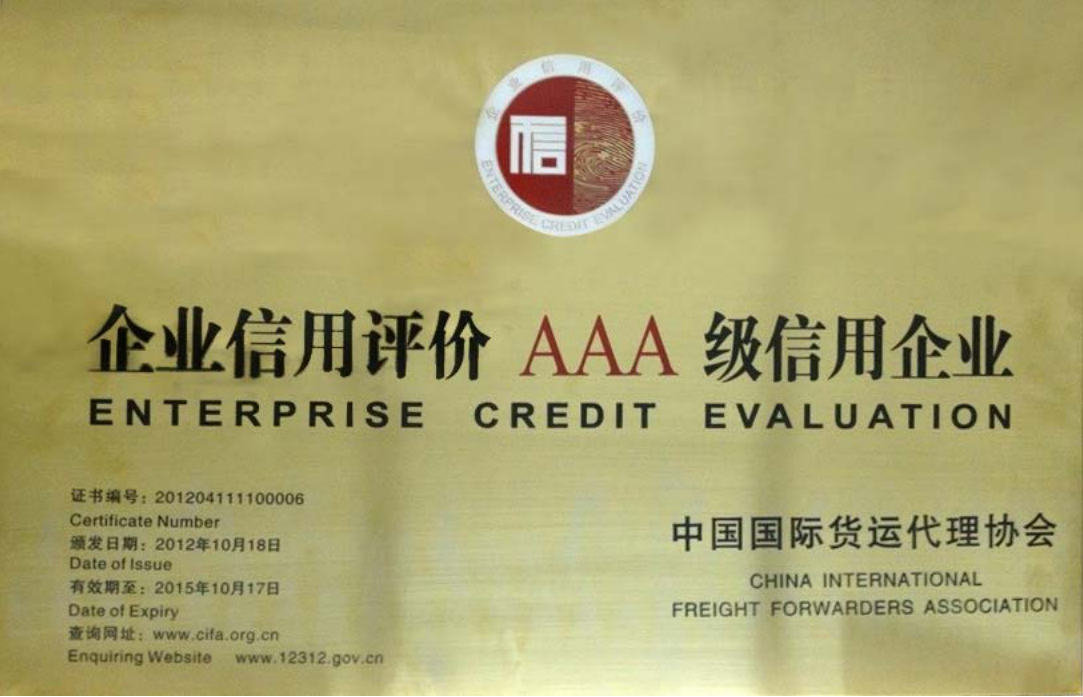 企业信用评价
信
ENTERPRISE CREDIT EVALUATION
企业信用评价 AAA 级信用企业
ENTERPRISE CREDIT EVALUATION
证书编号：201204111100006
Certificate Number
颁发日期：2012年10月18日
Date of Issue
有效期至：2015年10月17日
Date of Expiry
查询网址：www.cifa.org.cn
Enquiring Website www.12312.gov.cn
中国国际货运代理协会
CHINA INTERNATIONAL
FREIGHT FORWARDERS ASSOCIATION